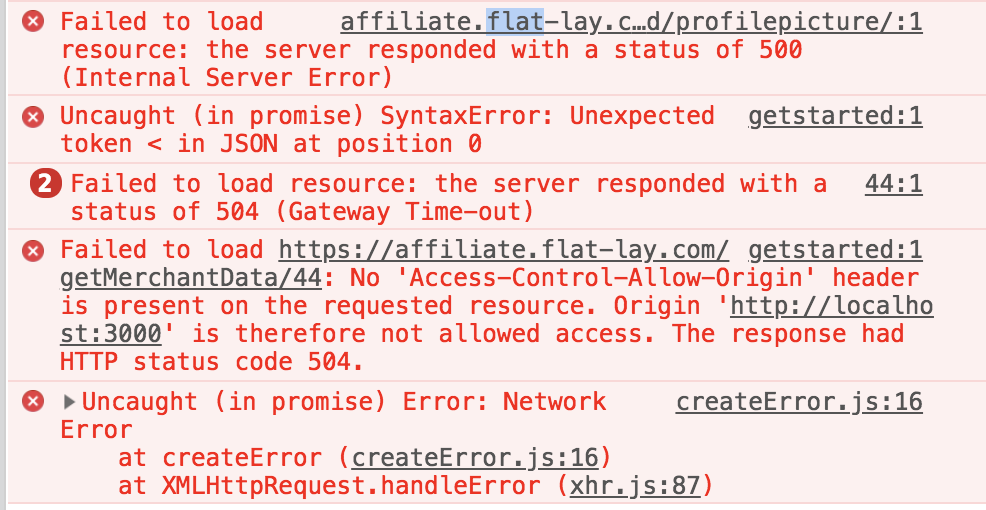 Failed to load affiliate.flat-lay.c…d/profilepicture/:1
resource: the server responded with a status of 500
(Internal Server Error)
Uncaught (in promise) SyntaxError: Unexpected getstarted:1
token < in JSON at position 0
2 Failed to load resource: the server responded with a 44:1
status of 504 (Gateway Time-out)
Failed to load https://affiliate.flat-lay.com/ getstarted:1
getMerchantData/44: No 'Access-Control-Allow-Origin' header
is present on the requested resource. Origin 'http://localho
st:3000' is therefore not allowed access. The response had
HTTP status code 504.
Uncaught (in promise) Error: Network createError.js:16
Error
at createError (createError.js:16)
at XMLHttpRequest.handleError (xhr.js:87)